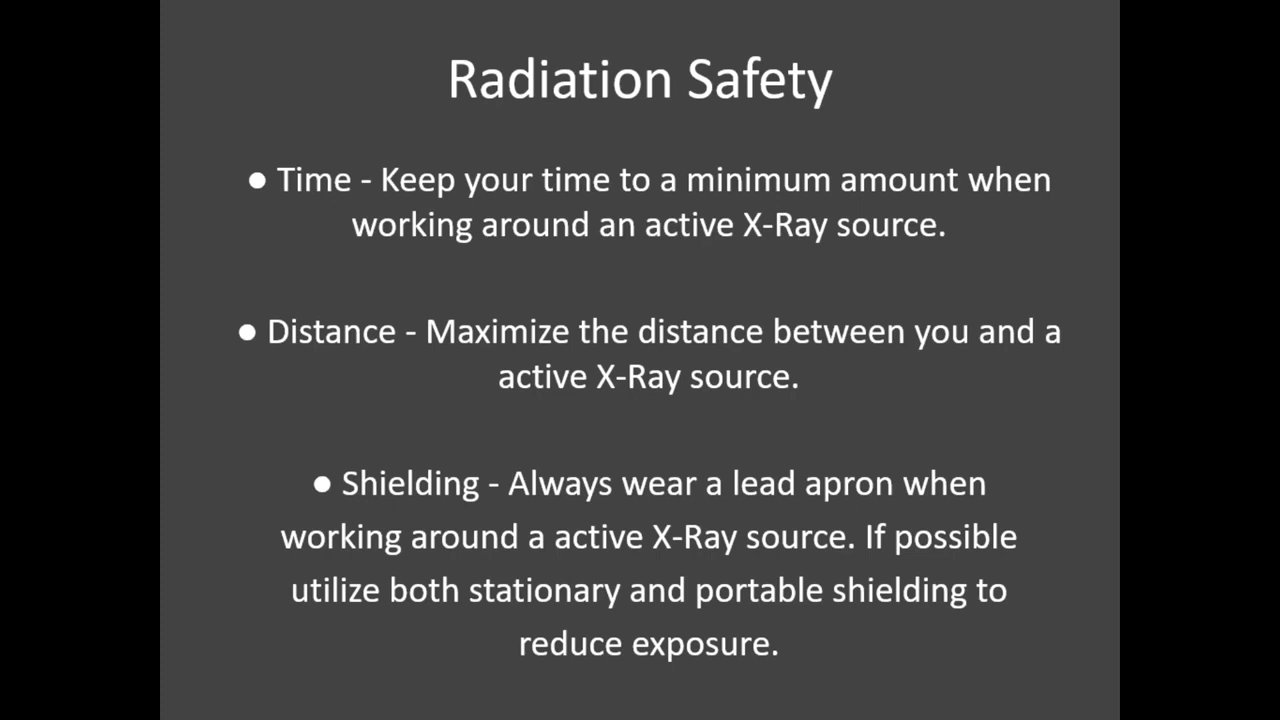 Radiation Safety
● Time - Keep your time to a minimum amount when
working around an active X-Ray source.
● Distance - Maximize the distance between you and a
active X-Ray source.
● Shielding - Always wear a lead apron when
working around a active X-Ray source. If possible
utilize both stationary and portable shielding to
reduce exposure.